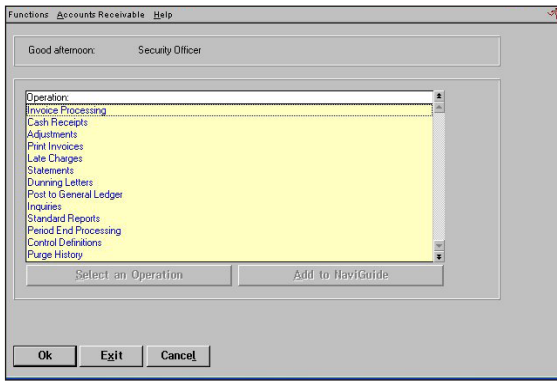 Functions Accounts Receivable Help
Good afternoon: Security Officer
Operation:
Invoice Processing
Cash Receipts
Adjustments
Print Invoices
Late Charges
Statements
Dunning Letters
Post to General Ledger
Inquiries
Standard Reports
Period End Processing
Control Definitions
Purge History
Select an Operation Add to NaviGuide
Ok Exit Cancel